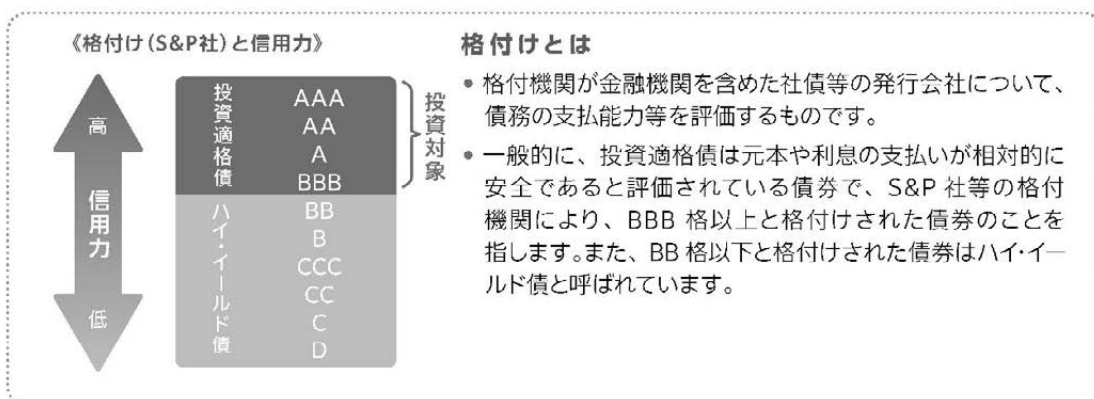 《格付け(S&P社)と信用力》
高
信用力
低
投資適格債
AAA
AA
A
BBB
投資対象
ハイ・イールド債
BB
B
CCC
CC
C
D
格付けとは
• 格付機関が金融機関を含めた社債等の発行会社について、
債務の支払能力等を評価するものです。
• 一般的に、投資適格債は元本や利息の支払いが相対的に
安全であると評価されている債券で、S&P 社等の格付
機関により、BBB 格以上と格付けされた債券のことを
指します。また、BB 格以下と格付けされた債券はハイ・イー
ルド債と呼ばれています。